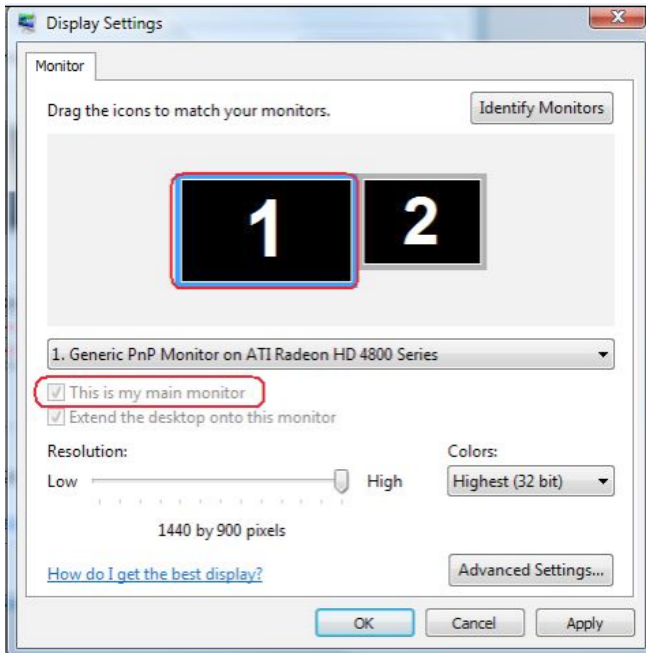 Display Settings
Monitor
Drag the icons to match your monitors.
Identify Monitors
1
2
1. Generic PnP Monitor on ATI Radeon HD 4800 Series
This is my main monitor
Extend the desktop onto this monitor
Resolution:
Colors:
Low
High
Highest (32 bit)
1440 by 900 pixels
How do I get the best display?
Advanced Settings...
OK
Cancel
Apply